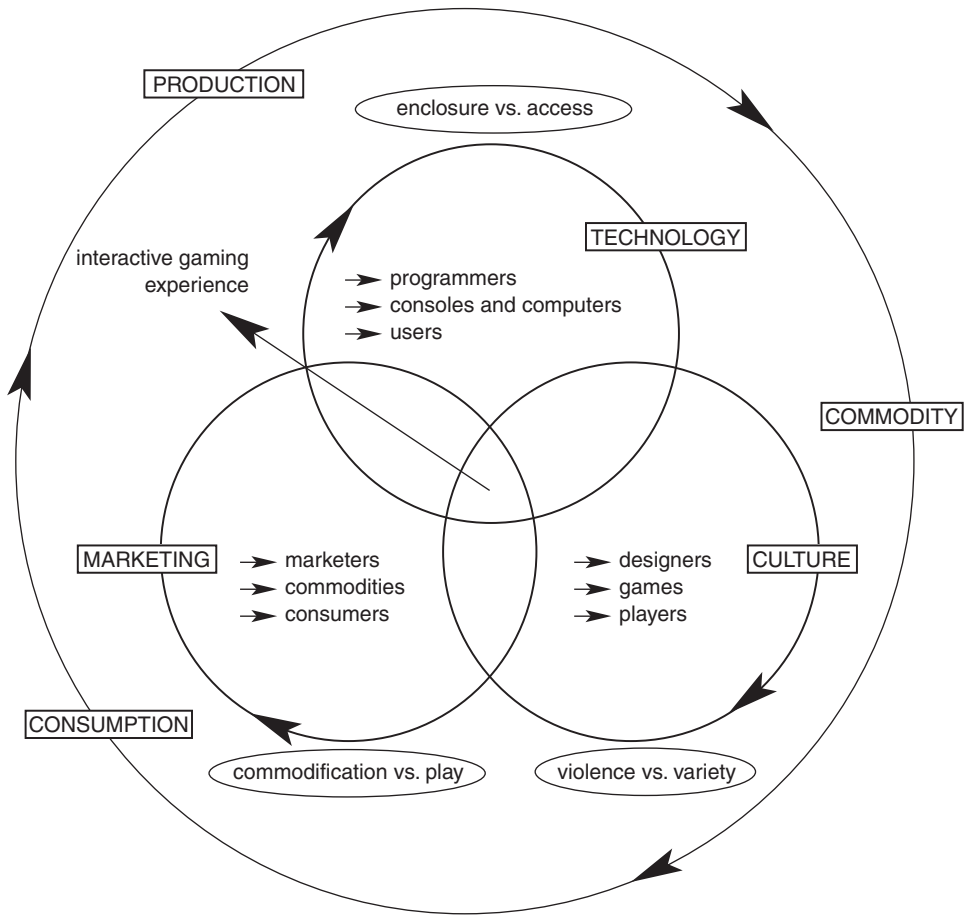 PRODUCTION
enclosure vs. access
TECHNOLOGY
interactive gaming
experience
programmers
consoles and computers
users
COMMODITY
MARKETING
marketers
commodities
consumers
designers
games
players
CULTURE
CONSUMPTION
commodification vs. play
violence vs. variety